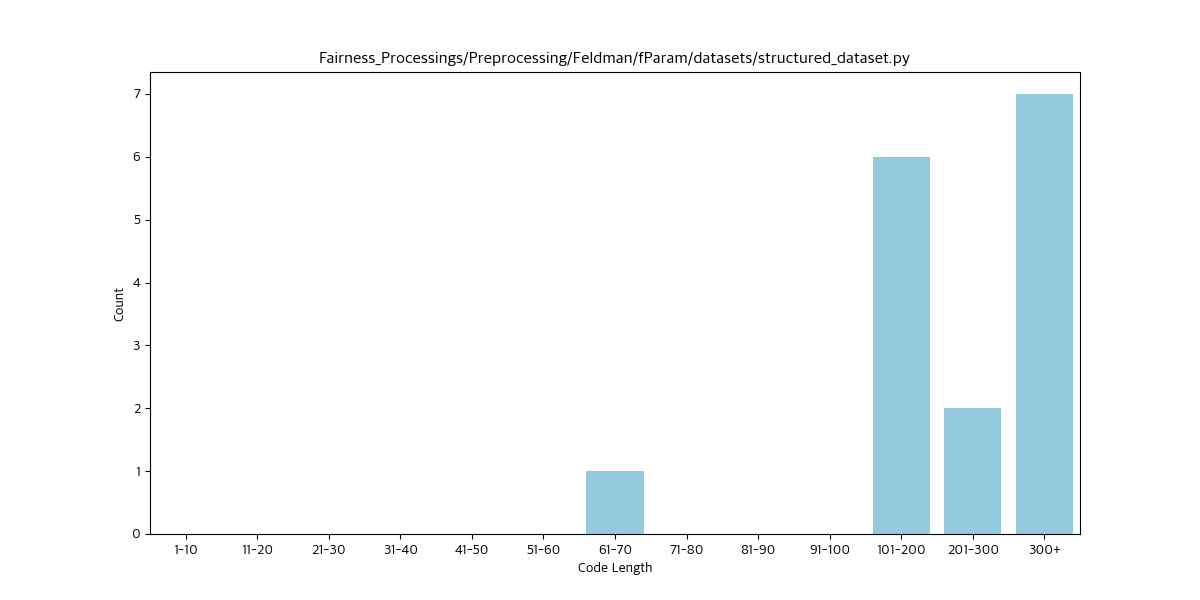 Fairness_Processings/Preprocessing/Feldman/fParam/datasets/structured_dataset.py
7
6
5
4
3
2
1
0
Count
1-10 11-20 21-30 31-40 41-50 51-60 61-70 71-80 81-90 91-100 101-200 201-300 300+
Code Length